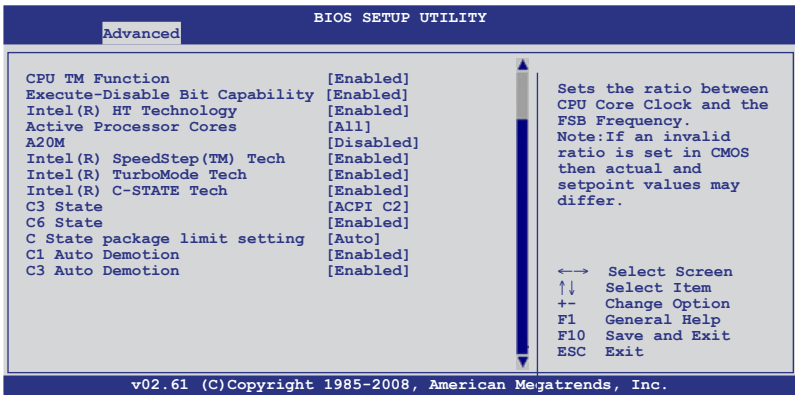 BIOS SETUP UTILITY
Advanced
CPU TM Function [Enabled]
Execute-Disable Bit Capability [Enabled]
Intel(R) HT Technology [Enabled]
Active Processor Cores [All]
A20M [Disabled]
Intel(R) SpeedStep(TM) Tech [Enabled]
Intel(R) TurboMode Tech [Enabled]
Intel(R) C-STATE Tech [Enabled]
C3 State [ACPI C2]
C6 State [Enabled]
C State package limit setting [Auto]
C1 Auto Demotion [Enabled]
C3 Auto Demotion [Enabled]
Sets the ratio between
CPU Core Clock and the
FSB Frequency.
Note:If an invalid
ratio is set in CMOS
then actual and
setpoint values may
differ.
←→ Select Screen
↑↓ Select Item
+- Change Option
F1 General Help
F10 Save and Exit
ESC Exit
v02.61 (C)Copyright 1985-2008, American Megatrends, Inc.